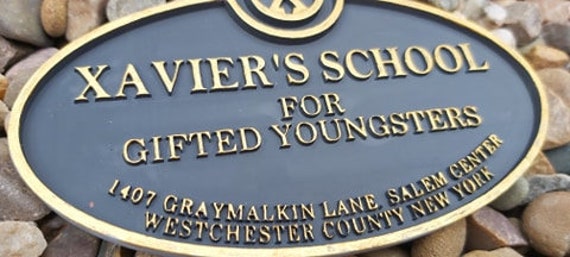 XAVIER'S SCHOOL
FOR
GIFTED YOUNGSTERS
1407 GRAYMALKIN LANE, SALEM CENTER
WESTCHESTER COUNTY NEW YORK